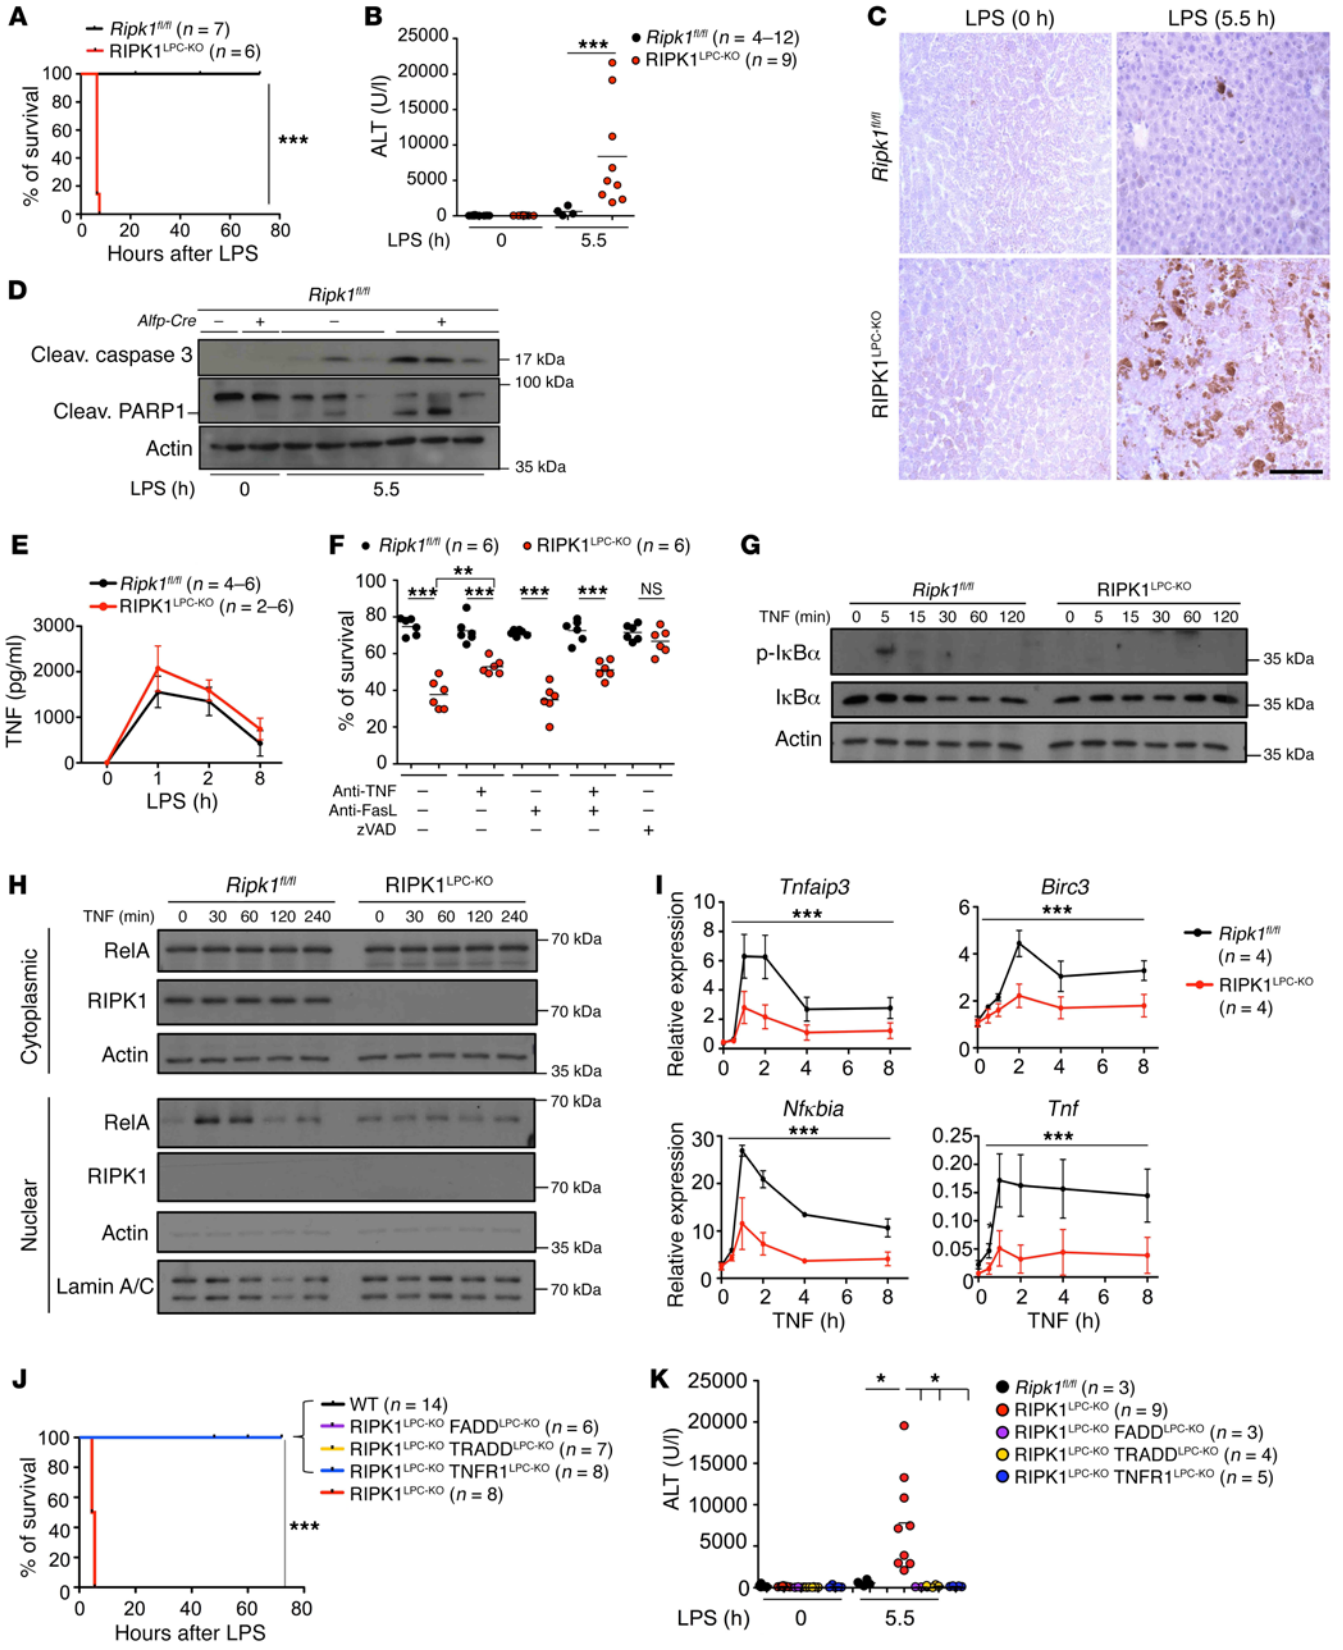 A
Ripk1fl/fl (n = 7)
RIPK1LPC-KO (n = 6)
% of survival
100
80
60
40
20
0
0 20 40 60 80
Hours after LPS
***
B
Ripk1fl/fl (n = 4–12)
RIPK1LPC-KO (n = 9)
ALT (U/l)
25000
20000
15000
10000
5000
0
***
LPS (h) 0 5.5
C
LPS (0 h) LPS (5.5 h)
Ripk1fl/fl
RIPK1LPC-KO
D
Ripk1fl/fl
Alfp-Cre – + – +
Cleav. caspase 3
17 kDa
100 kDa
Cleav. PARP1
Actin
35 kDa
LPS (h) 0 5.5
E
Ripk1fl/fl (n = 4–6)
RIPK1LPC-KO (n = 2–6)
TNF (pg/ml)
3000
2000
1000
0
0 1 2 8
LPS (h)
F
Ripk1fl/fl (n = 6) RIPK1LPC-KO (n = 6)
% of survival
100
80
60
40
20
0
**
*** *** *** *** NS
Anti-TNF – + – + –
Anti-FasL – – + + –
zVAD – +
G
Ripk1fl/fl RIPK1LPC-KO
TNF (min) 0 5 15 30 60 120 0 5 15 30 60 120
p-IκBα
35 kDa
IκBα
35 kDa
Actin
35 kDa
H
Ripk1fl/fl RIPK1LPC-KO
TNF (min) 0 30 60 120 240 0 30 60 120 240
Cytoplasmic
RelA
70 kDa
RIPK1
70 kDa
Actin
35 kDa
Nuclear
RelA
70 kDa
RIPK1
70 kDa
Actin
35 kDa
Lamin A/C
70 kDa
I
Tnfaip3
Relative expression
10
8
6
4
2
0
***
0 2 4 6 8
Birc3
6
4
2
0
***
0 2 4 6 8
Ripk1fl/fl
(n = 4)
RIPK1LPC-KO
(n = 4)
Nfκbia
Relative expression
30
20
10
0
***
0 2 4 6 8
TNF (h)
Tnf
0.25
0.20
0.15
0.10
0.05
0
***
*
0 2 4 6 8
TNF (h)
J
WT (n = 14)
RIPK1LPC-KO FADDLPC-KO (n = 6)
RIPK1LPC-KO TRADDLPC-KO (n = 7)
RIPK1LPC-KO TNFR1LPC-KO (n = 8)
RIPK1LPC-KO (n = 8)
% of survival
100
80
60
40
20
0
0 20 40 60 80
Hours after LPS
***
K
Ripk1fl/fl (n = 3)
RIPK1LPC-KO
(n = 9)
RIPK1LPC-KO FADDLPC-KO (n = 3)
RIPK1LPC-KO TRADDLPC-KO (n = 4)
RIPK1LPC-KO TNFR1LPC-KO (n = 5)
ALT (U/l)
25000
20000
15000
10000
5000
0
* *
LPS (h) 0 5.5